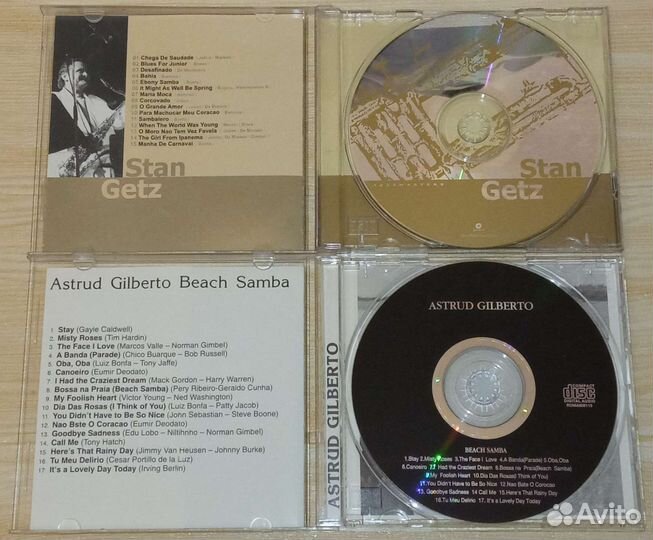 01 Chega De Saudade
02 Blues For Junior
03 Desafinado
04 Bahia
05 Ebony Samba
06 It Might As Well Be Spring
07 Maria Moca
08 Corcovado
09 O Grande Amor
10 Para Machucar Meu Coracao
11 Sambalero
12 When The World Was Young
13 O Morro Nao Tem Vez Favela
14 The Girl From Ipanema
15 Manha De Carnaval
Stan
Getz
Stan
Getz
JAZZMASTERS
Astrud Gilberto Beach Samba
1. Stay (Gayle Caldwell)
2. Misty Roses (Tim Hardin)
3. The Face I Love (Marcos Valle – Norman Gimbel)
4. A Banda (Parade) (Chico Buarque – Bob Russell)
5. Oba, Oba (Luiz Bonfa – Tony Jaffe)
6. Canoeiro (Eumir Deodato)
7. I Had the Craziest Dream (Mack Gordon – Harry Warren)
8. Bossa na Praia (Beach Samba) (Pery Ribeiro-Geraldo Cunha)
9. My Foolish Heart (Victor Young – Ned Washington)
10. Dia Das Rosas (I Think of You) (Luiz Bonfa – Patty Jacob)
11. You Didn't Have to Be So Nice (John Sebastian – Steve Boone)
12. Nao Bste O Coracao (Eumir Deodato)
13. Goodbye Sadness (Edu Lobo – Niltihnho – Norman Gimbel)
14. Call Me (Tony Hatch)
15. Here's That Rainy Day (Jimmy Van Heusen – Johnny Burke)
16. Tu Meu Delirio (Cesar Portillo de la Luz)
17. It's a Lovely Day Today (Irving Berlin)
ASTRUD GILBERTO
ASTRUD GILBERTO
COMPACT
disc
DIGITAL AUDIO
BEACH SAMBA
1.Stay 2.Misty Roses 3.The Face I Love 4.A Banda(Parade) 5.Oba,Oba
6.Canoeiro 7.I Had the Craziest Dream 8.Bossa na Praia(Beach Samba)
9.My Foolish Heart 10.Dia Das Rosas(I Think of You)
11.You Didn't Have to Be So Nice 12.Nao Bate O Corocao
13. Goodbye Sadness 14 Call Me 15.Here's That Rainy Day
16.Tu Meu Delirio 17. It's a Lovely Day Today
Avito